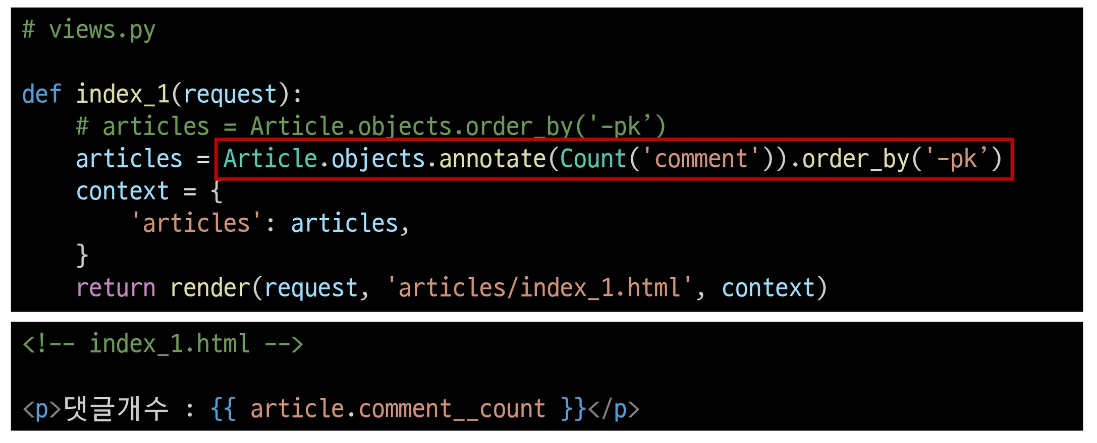 # views.py
def index_1(request):
# articles = Article.objects.order_by('-pk’)
articles = Article.objects.annotate(Count('comment')).order_by('-pk’)
context = {
'articles': articles,
}
return render(request, 'articles/index_1.html', context)
<!-- index_1.html -->
<p>댓글개수 : {{ article.comment__count }}</p>